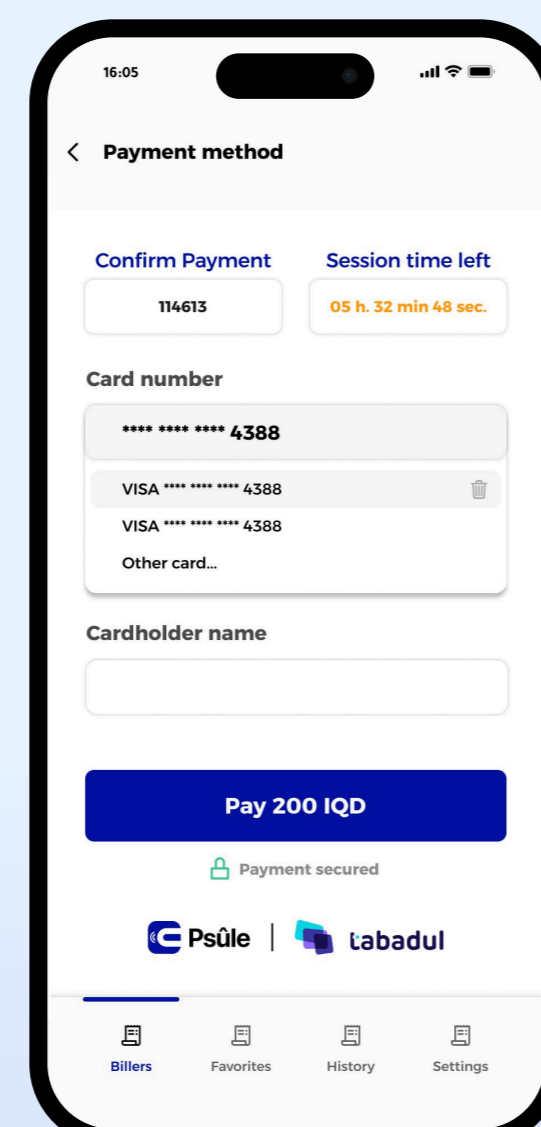 16:05
Payment method
Confirm Payment Session time left
114613 05 h. 32 min 48 sec.
Card number
**** **** **** 4388
VISA **** **** **** 4388
VISA **** **** **** 4388
Other card...
Cardholder name
Pay 200 IQD
Payment secured
Psûle | tabadul
Billers Favorites History Settings